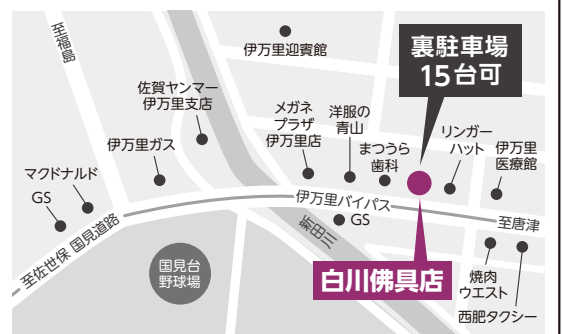 至福島
伊万里迎賓館
裏駐車場
15台可
佐賀ヤンマー
伊万里支店
メガネ
プラザ
伊万里店
洋服の
青山
まつうら
歯科
リンガー
ハット
伊万里
医療館
伊万里ガス
マクドナルド
GS
伊万里バイパス
GS
至唐津
新田川
至佐世保 国見道路
国見台
野球場
白川佛具店
焼肉
ウエスト
西肥タクシー